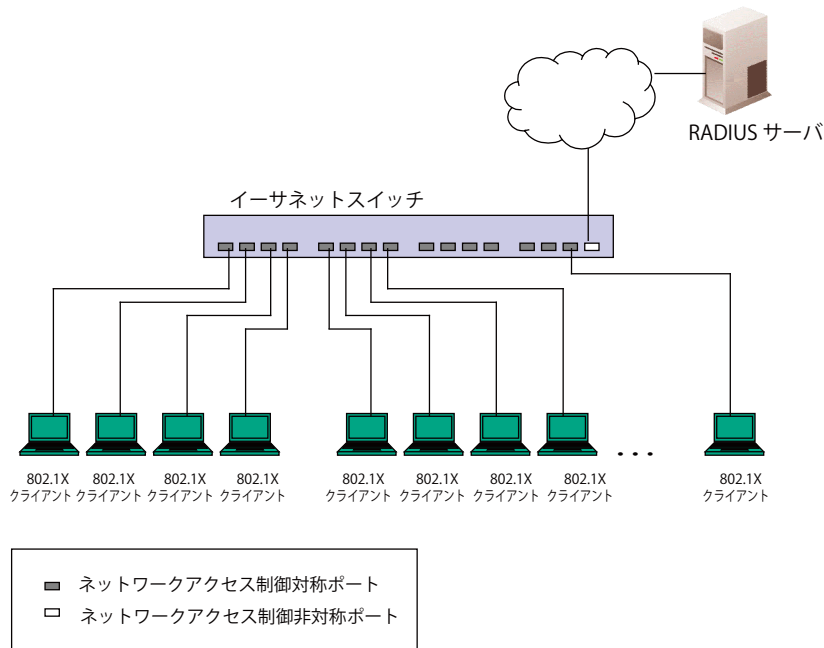 RADIUS サーバ
イーサネットスイッチ
802.1X
クライアント
802.1X
クライアント
802.1X
クライアント
802.1X
クライアント
802.1X
クライアント
802.1X
クライアント
802.1X
クライアント
802.1X
クライアント
...
802.1X
クライアント
ネットワークアクセス制御対称ポート
ネットワークアクセス制御非対称ポート